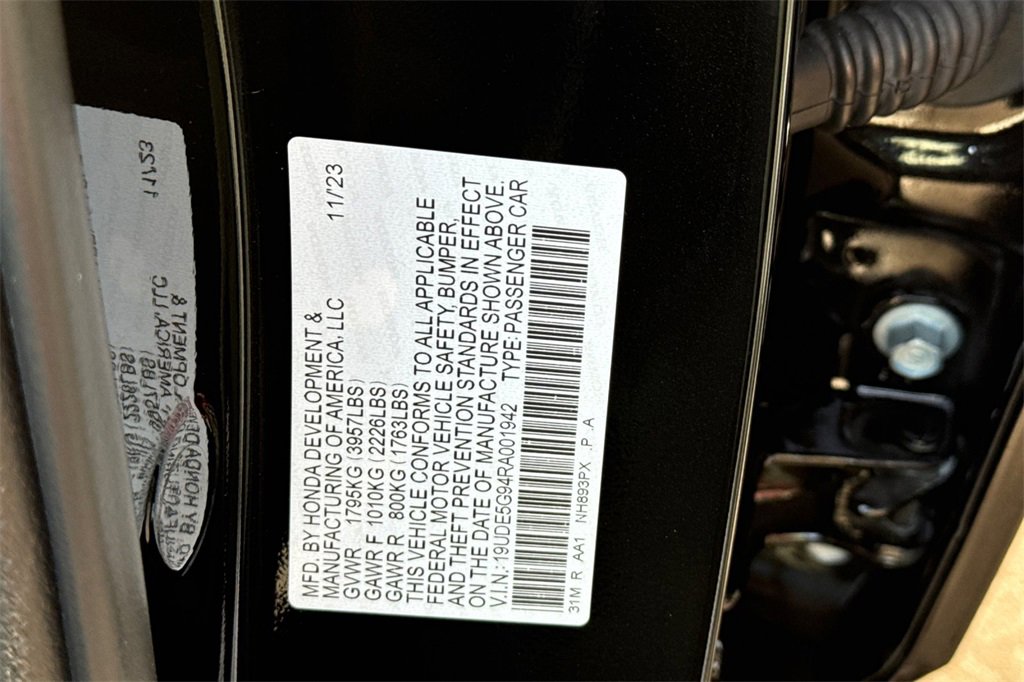 MFD. BY HONDA DEVELOPMENT &
MANUFACTURING OF AMERICA, LLC 11/'23
GVWR 1795KG (3957LBS)
GAWR F 1010KG (2226LBS)
GAWR R 800KG (1763LBS)
THIS VEHICLE CONFORMS TO ALL APPLICABLE
FEDERAL MOTOR VEHICLE SAFETY, BUMPER,
AND THEFT PREVENTION STANDARDS IN EFFECT
ON THE DATE OF MANUFACTURE SHOWN ABOVE.
V.I.N.: 19UDE5G94RA001942 TYPE: PASSENGER CAR
31M R AA1 NH893PX .P .A